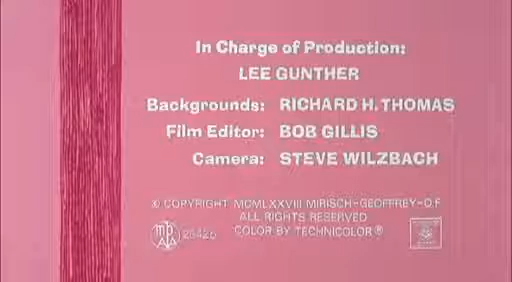 In Charge of Production:
LEE GUNTHER
Backgrounds: RICHARD H. THOMAS
Film Editor: BOB GILLIS
Camera: STEVE WILZBACH
© COPYRIGHT MCMLXXVIII MIRISCH-GEOFFREY-D.F
ALL RIGHTS RESERVED
COLOR BY TECHNICOLOR®